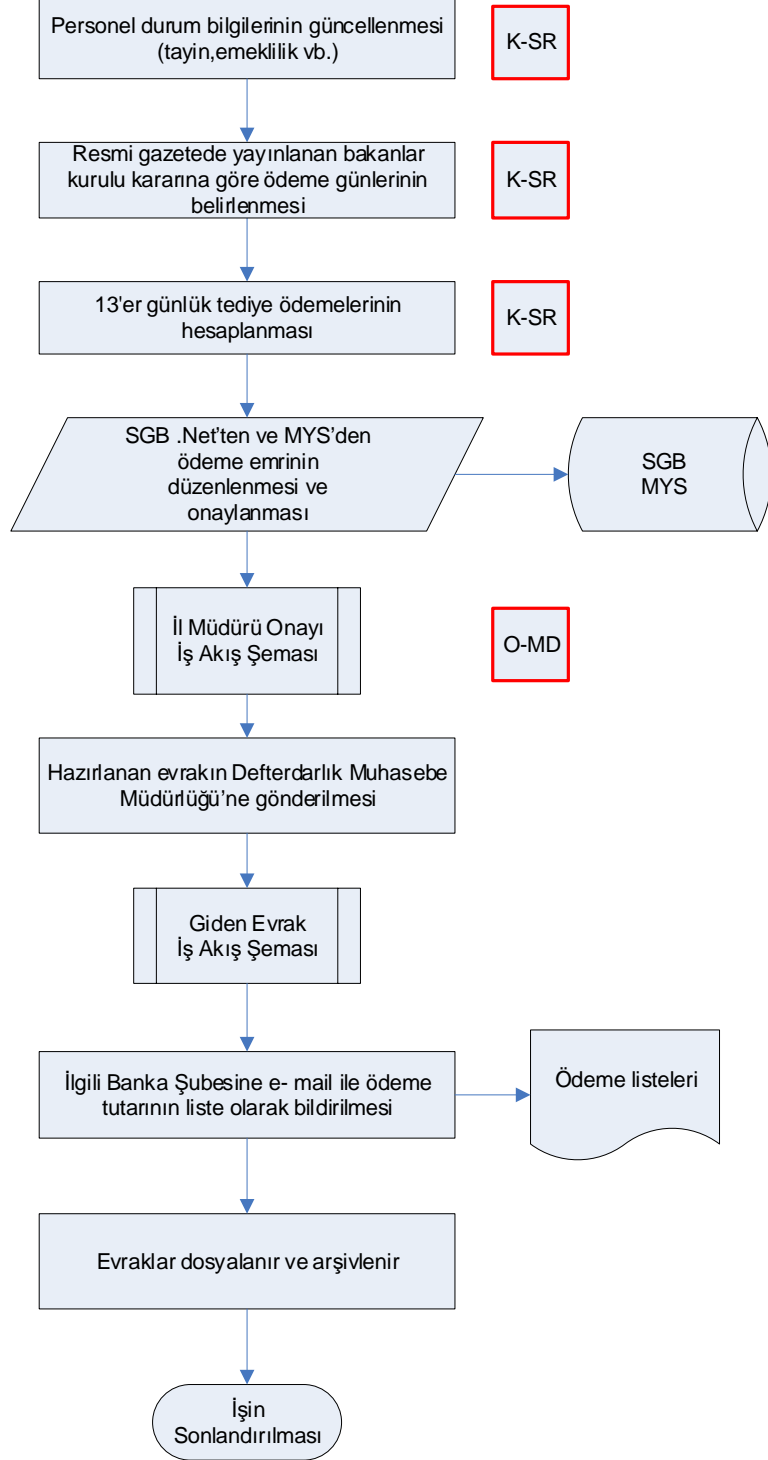 Personel durum bilgilerinin güncellenmesi
(tayin,emeklilik vb.)
K-SR
Resmi gazetede yayınlanan bakanlar
kurulu kararına göre ödeme günlerinin
belirlenmesi
K-SR
13'er günlük tediye ödemelerinin
hesaplanması
K-SR
SGB .Net'ten ve MYS’den
ödeme emrinin
düzenlenmesi ve
onaylanması
SGB
MYS
İl Müdürü Onayı
İş Akış Şeması
O-MD
Hazırlanan evrakın Defterdarlık Muhasebe
Müdürlüğü’ne gönderilmesi
Giden Evrak
İş Akış Şeması
İlgili Banka Şubesine e- mail ile ödeme
tutarının liste olarak bildirilmesi
Ödeme listeleri
Evraklar dosyalanır ve arşivlenir
İşin
Sonlandırılması